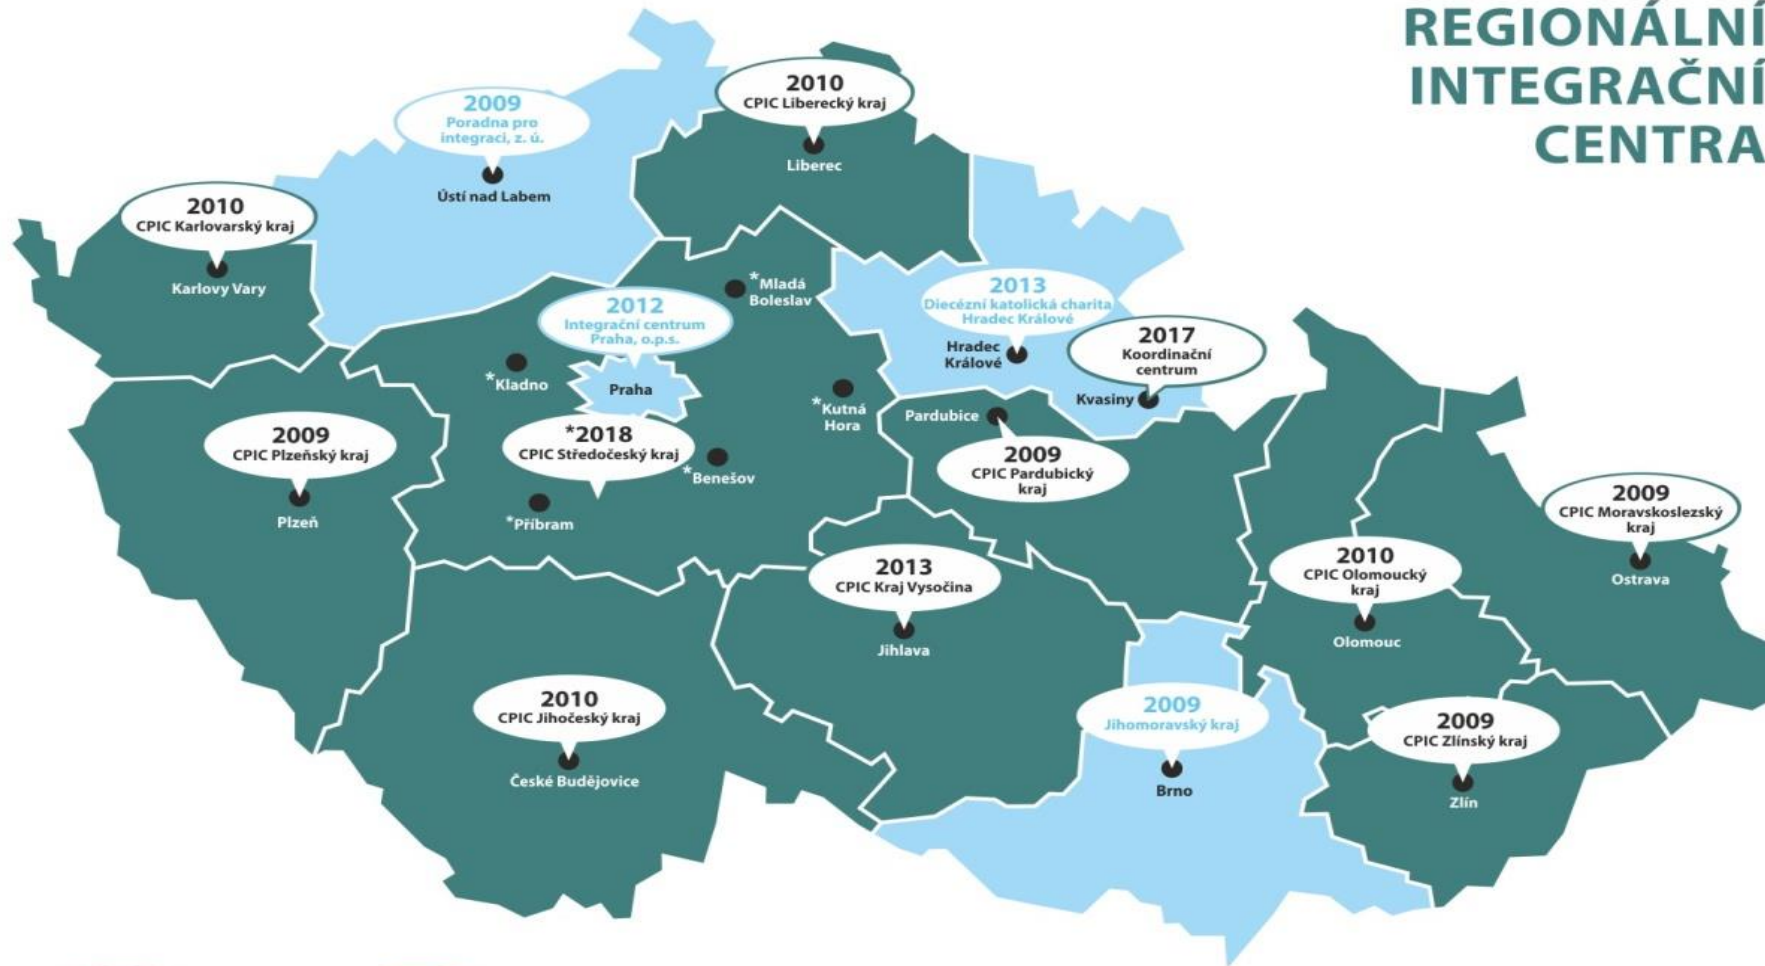 REGIONÁLNÍ
INTEGRAČNÍ
CENTRA
2010
CPIC Liberecký kraj
Liberec
2009
Poradna pro
integraci, z. ú.
Ústí nad Labem
2010
CPIC Karlovarský kraj
Karlovy Vary
*Mladá
Boleslav
2012
Integrační centrum
Praha, o.p.s.
Praha
*Kladno
2013
Diecézní katolická charita
Hradec Králové
Hradec
Králové
2017
Koordinační
centrum
Kvasiny
*Kutná
Hora
Pardubice
2009
CPIC Pardubický
kraj
2009
CPIC Plzeňský kraj
Plzeň
*2018
CPIC Středočeský kraj
*Benešov
*Příbram
2009
CPIC Moravskoslezský
kraj
Ostrava
2013
CPIC Kraj Vysočina
Jihlava
2010
CPIC Olomoucký
kraj
Olomouc
2010
CPIC Jihočeský kraj
České Budějovice
2009
Jihomoravský kraj
Brno
2009
CPIC Zlínský kraj
Zlín